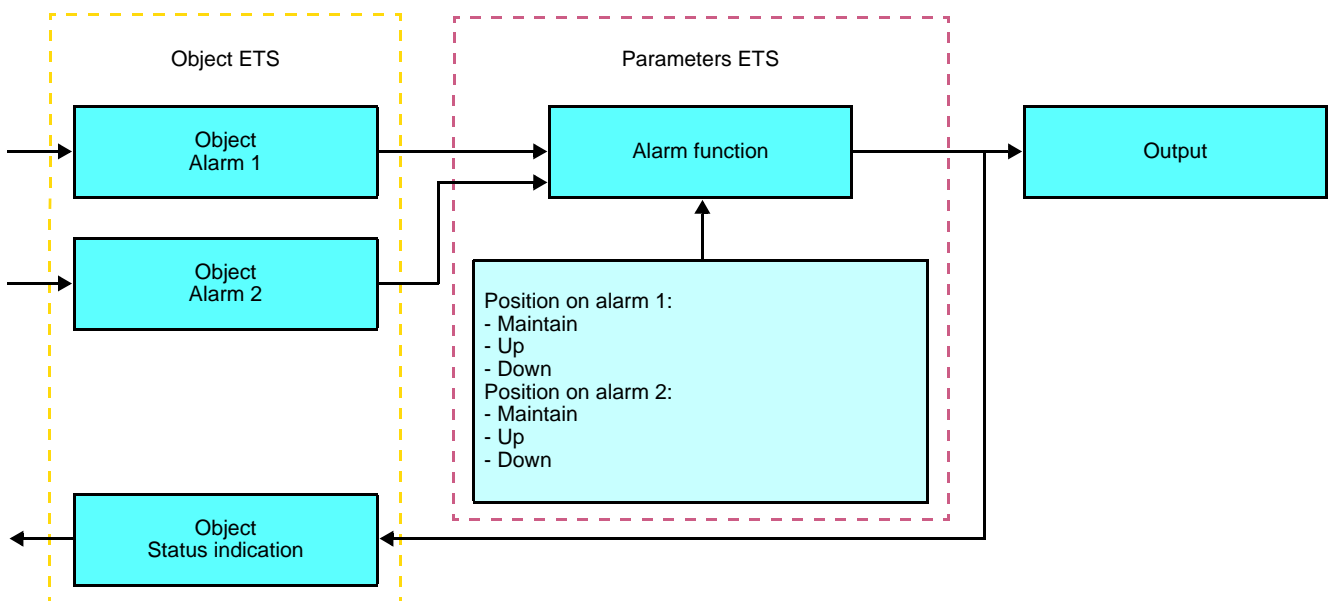 Object ETS
Parameters ETS
Object
Alarm 1
Alarm function
Output
Object
Alarm 2
Position on alarm 1:
- Maintain
- Up
- Down
Position on alarm 2:
- Maintain
- Up
- Down
Object
Status indication